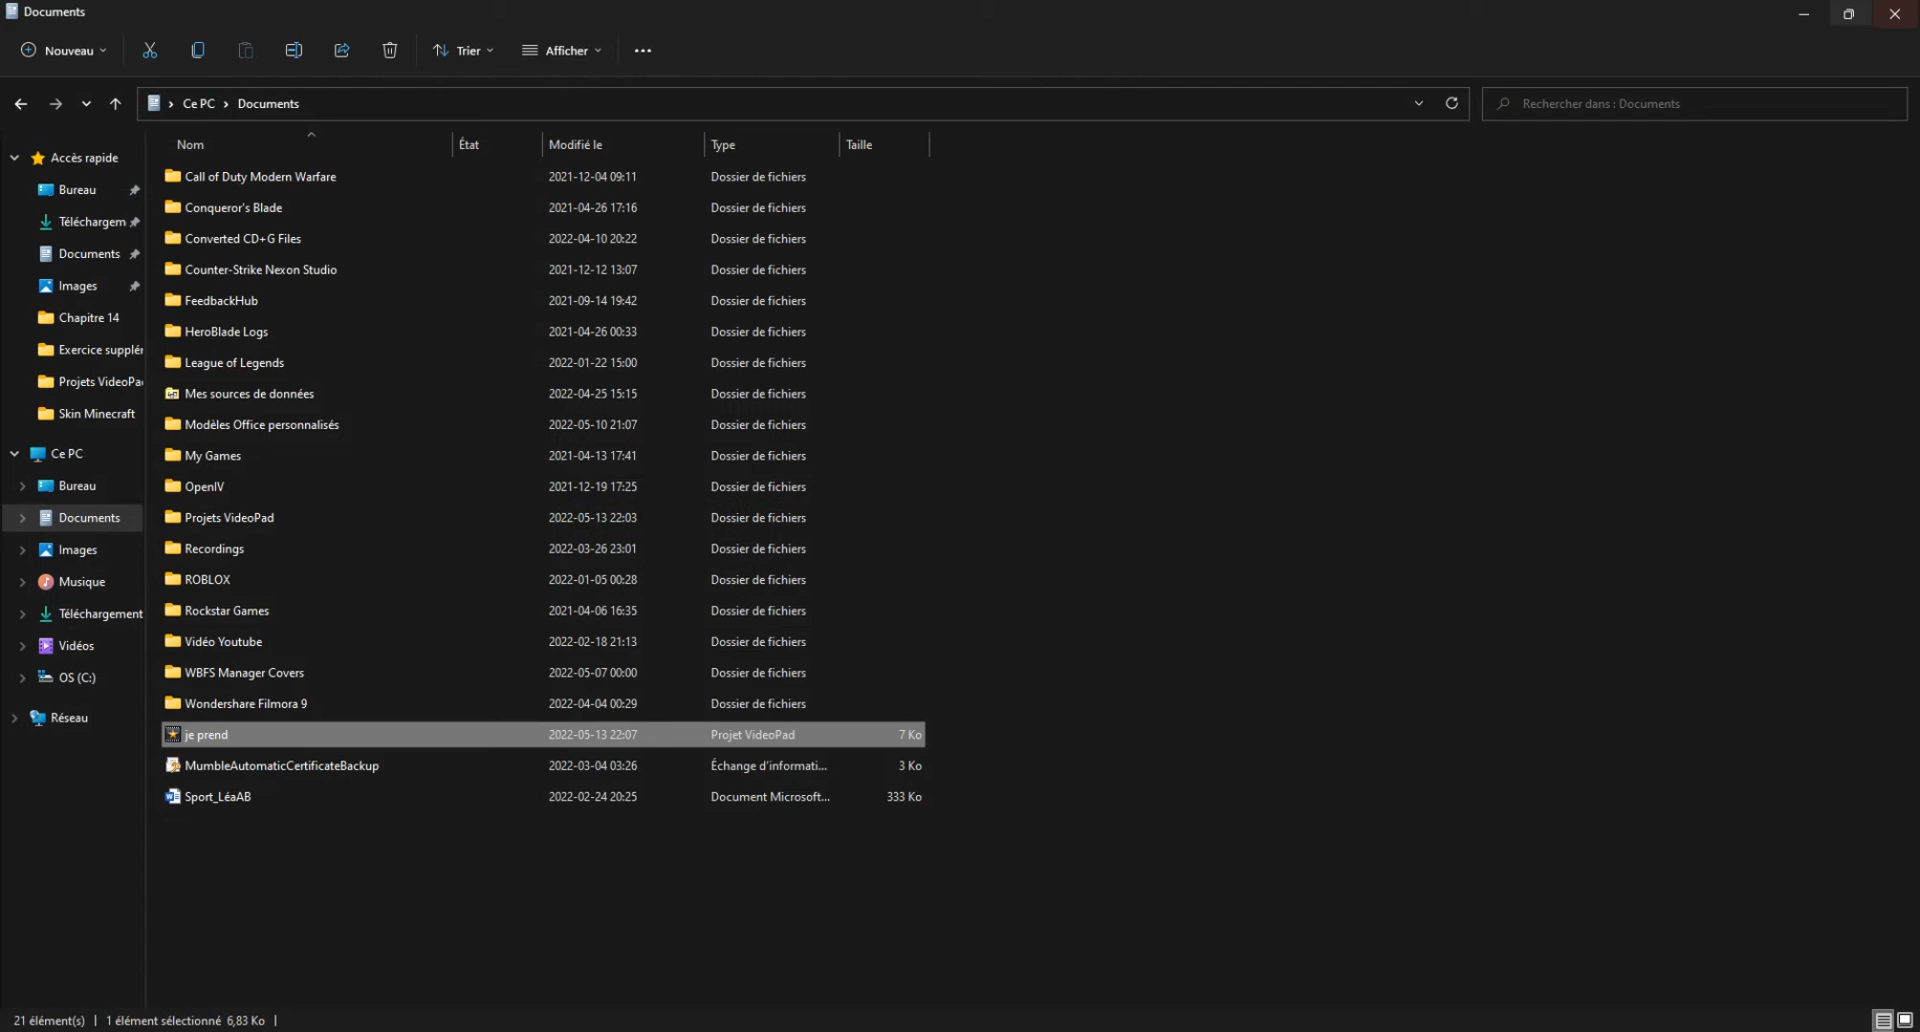 Documents
Nouveau
Trier
Afficher
Ce PC
Documents
Rechercher dans : Documents
Nom
État
Modifié le
Type
Taille
Accès rapide
Bureau
Téléchargem
Documents
Images
Chapitre 14
Exercice supplé
Projets VideoPa
Skin Minecraft
Ce PC
Bureau
Documents
Images
Musique
Téléchargement
Vidéos
OS (C:)
Réseau
Call of Duty Modern Warfare 2021-12-04 09:11 Dossier de fichiers
Conqueror's Blade 2021-04-26 17:16 Dossier de fichiers
Converted CD+G Files 2022-04-10 20:22 Dossier de fichiers
Counter-Strike Nexon Studio 2021-12-12 13:07 Dossier de fichiers
FeedbackHub 2021-09-14 19:42 Dossier de fichiers
HeroBlade Logs 2021-04-26 00:33 Dossier de fichiers
League of Legends 2022-01-22 15:00 Dossier de fichiers
Mes sources de données 2022-04-25 15:15 Dossier de fichiers
Modèles Office personnalisés 2022-05-10 21:07 Dossier de fichiers
My Games 2021-04-13 17:41 Dossier de fichiers
OpenIV 2021-12-19 17:25 Dossier de fichiers
Projets VideoPad 2022-05-13 22:03 Dossier de fichiers
Recordings 2022-03-26 23:01 Dossier de fichiers
ROBLOX 2022-01-05 00:28 Dossier de fichiers
Rockstar Games 2021-04-06 16:35 Dossier de fichiers
Vidéo Youtube 2022-02-18 21:13 Dossier de fichiers
WBFS Manager Covers 2022-05-07 00:00 Dossier de fichiers
Wondershare Filmora 9 2022-04-04 00:29 Dossier de fichiers
je prend 2022-05-13 22:07 Projet VideoPad 7 Ko
MumbleAutomaticCertificateBackup 2022-03-04 03:26 Échange d'informati... 3 Ko
Sport_LéaAB 2022-02-24 20:25 Document Microsoft... 333 Ko
21 élément(s) | 1 élément sélectionné 6,83 Ko |